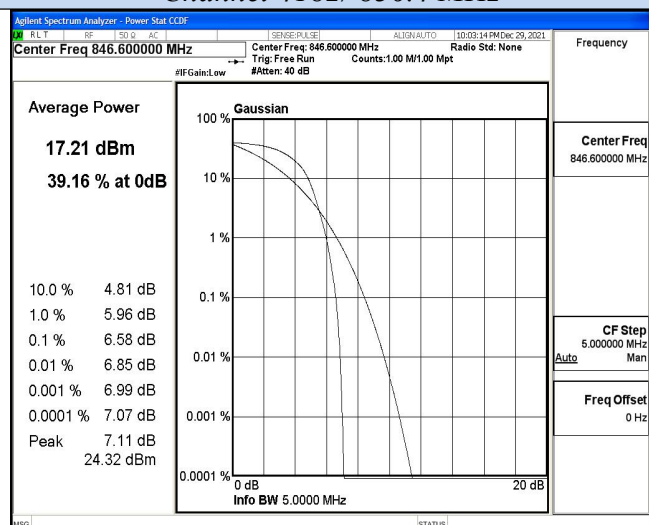 Agilent Spectrum Analyzer - Power Stat CCDF
RLT RF 50 Ω AC SENSE:PULSE ALIGNAUTO 10:03:14 PM Dec 29, 2021
Center Freq 846.600000 MHz
Center Freq: 846.600000 MHz Radio Std: None
Trig: Free Run Counts:1.00 M/1.00 Mpt
#IFGain:Low #Atten: 40 dB
Frequency
Average Power
17.21 dBm
39.16 % at 0dB
10.0 % 4.81 dB
1.0 % 5.96 dB
0.1 % 6.58 dB
0.01 % 6.85 dB
0.001 % 6.99 dB
0.0001 % 7.07 dB
Peak 7.11 dB
24.32 dBm
Gaussian
100 %
10 %
1 %
0.1 %
0.01 %
0.001 %
0.0001 %
0 dB 20 dB
Info BW 5.0000 MHz
Center Freq
846.600000 MHz
CF Step
5.000000 MHz
Auto Man
Freq Offset
0 Hz
MSG STATUS